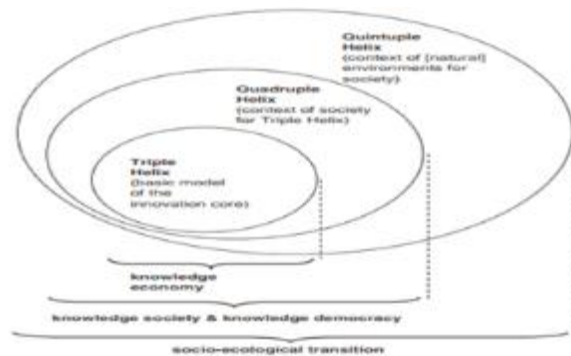 Quintuple
Helix
(context of [natural]
environments for
society)
Quadruple
Helix
(context of society
for Triple Helix)
Triple
Helix
(basic model
of the
innovation core)
knowledge
economy
knowledge society & knowledge democracy
socio-ecological transition